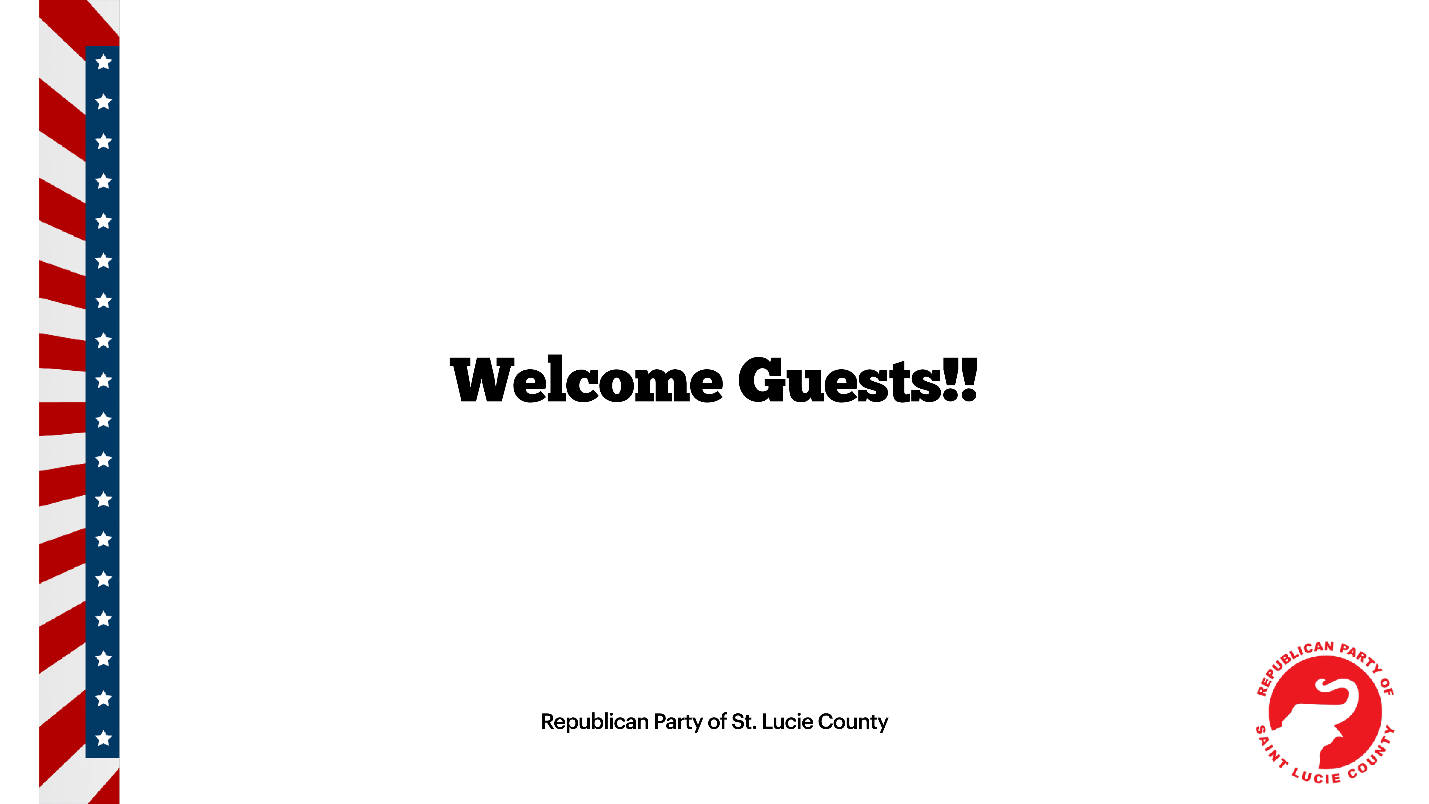 Welcome Guests!!
Republican Party of St. Lucie County
REPUBLICAN PARTY OF
SAINT LUCIE COUNTY